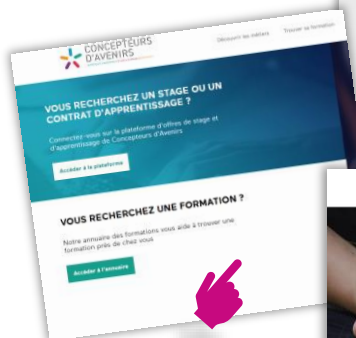 CONCEPTEURS
D'AVENIRS
Découvrir les métiers
Trouver sa formation
VOUS RECHERCHEZ UN STAGE OU UN
CONTRAT D'APPRENTISSAGE ?
Connectez-vous sur la plateforme d'offres de stage et
d'apprentissage de Concepteurs d'Avenirs
Accéder à la plateforme
VOUS RECHERCHEZ UNE FORMATION ?
Notre annuaire des formations vous aide à trouver une
formation près de chez vous
Accéder à l'annuaire